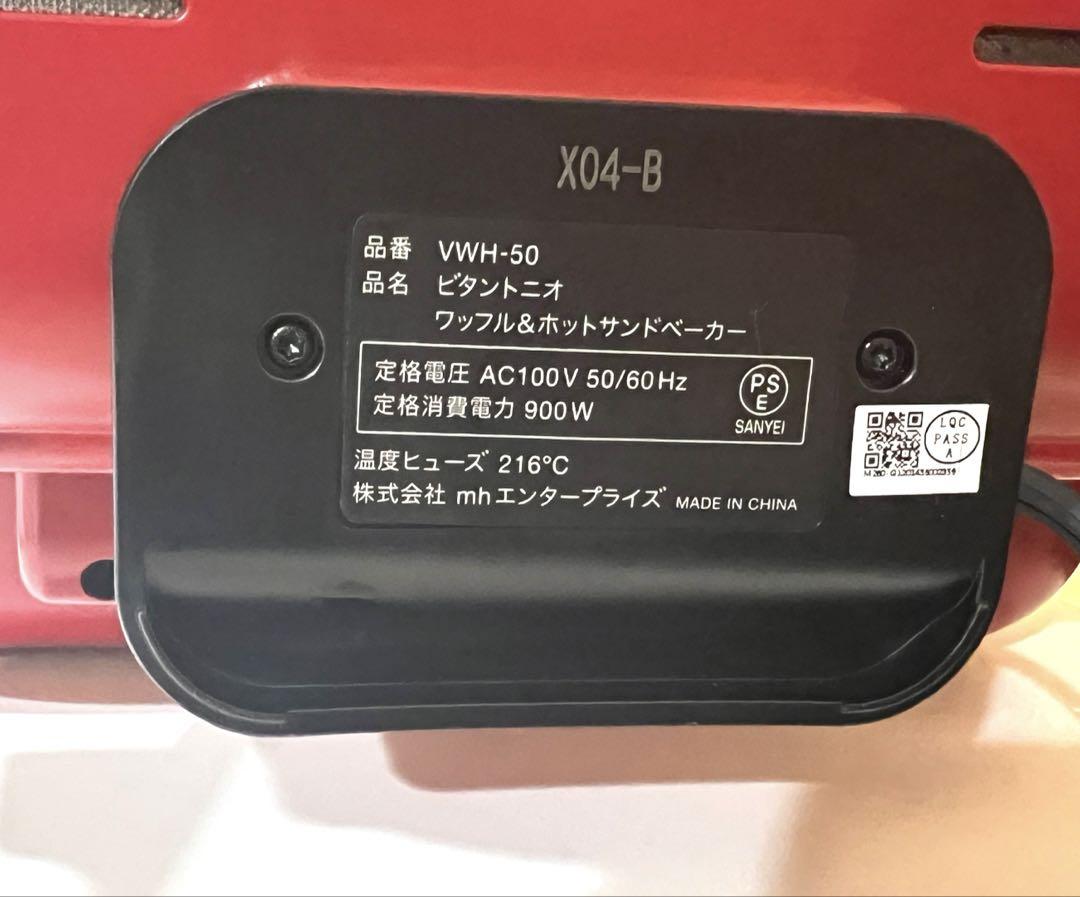 X04-B
品番 VWH-50
品名 ビタントニオ
ワッフル&ホットサンドベーカー
定格電圧 AC100V 50/60Hz
定格消費電力 900W
PS
E
SANYEI
温度ヒューズ 216℃
株式会社 mhエンタープライズ MADE IN CHINA
LQC
PASS
A